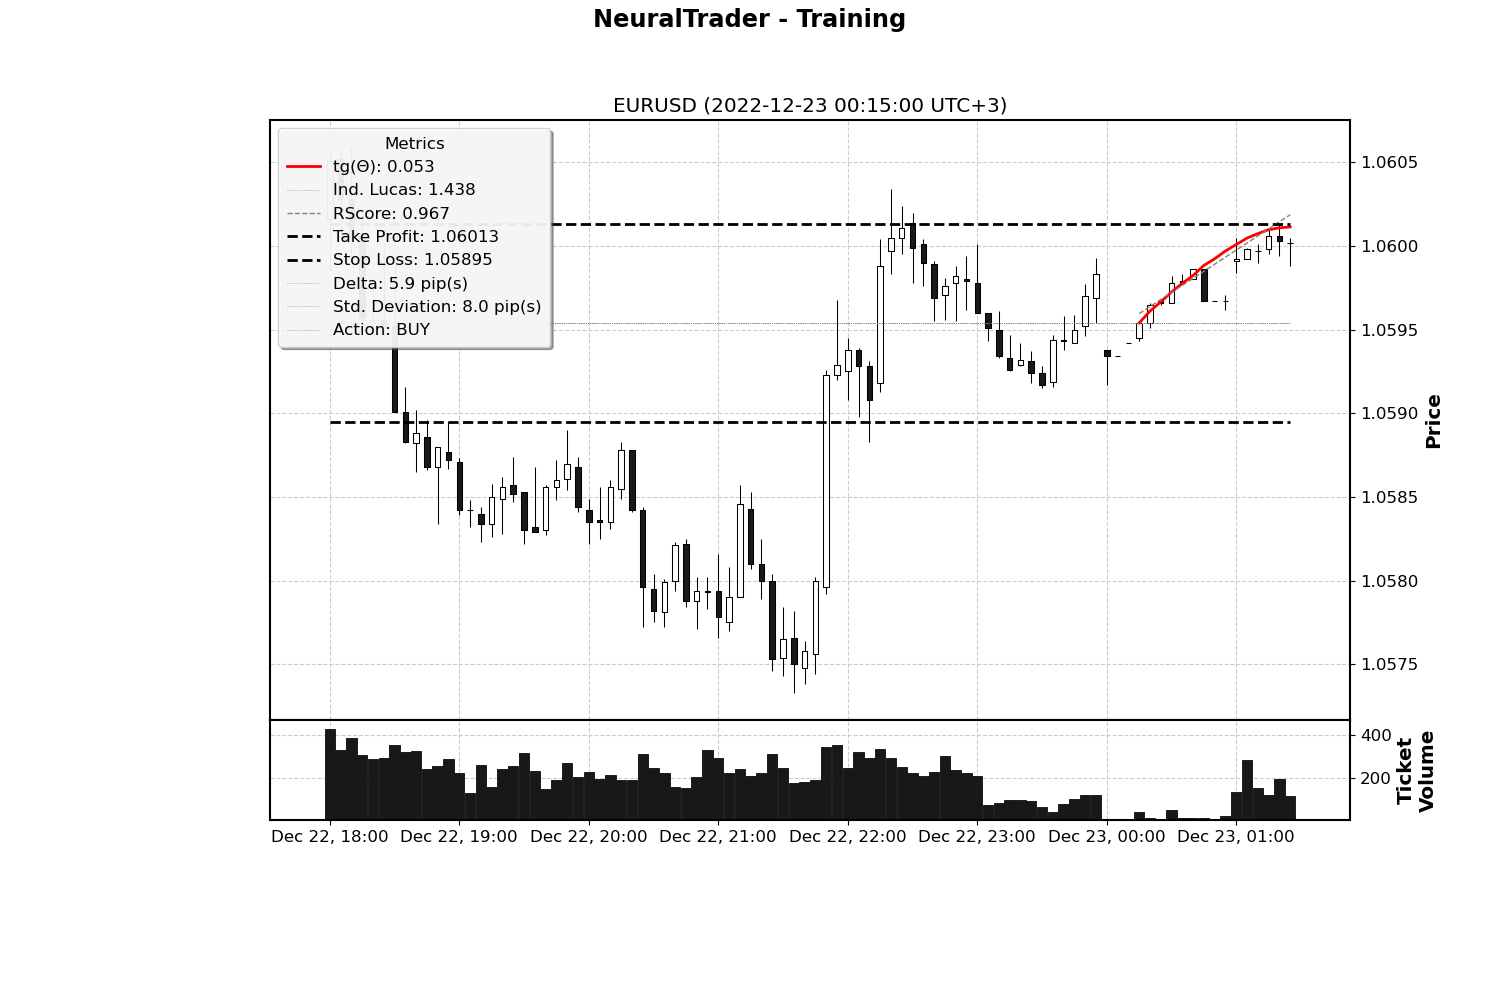 NeuralTrader - Training
EURUSD (2022-12-23 00:15:00 UTC+3)
Metrics
tg(Θ): 0.053
Ind. Lucas: 1.438
RScore: 0.967
Take Profit: 1.06013
Stop Loss: 1.05895
Delta: 5.9 pip(s)
Std. Deviation: 8.0 pip(s)
Action: BUY
1.0605
1.0600
1.0595
1.0590
1.0585
1.0580
1.0575
Price
400
200
Ticket
Volume
Dec 22, 18:00
Dec 22, 19:00
Dec 22, 20:00
Dec 22, 21:00
Dec 22, 22:00
Dec 22, 23:00
Dec 23, 00:00
Dec 23, 01:00